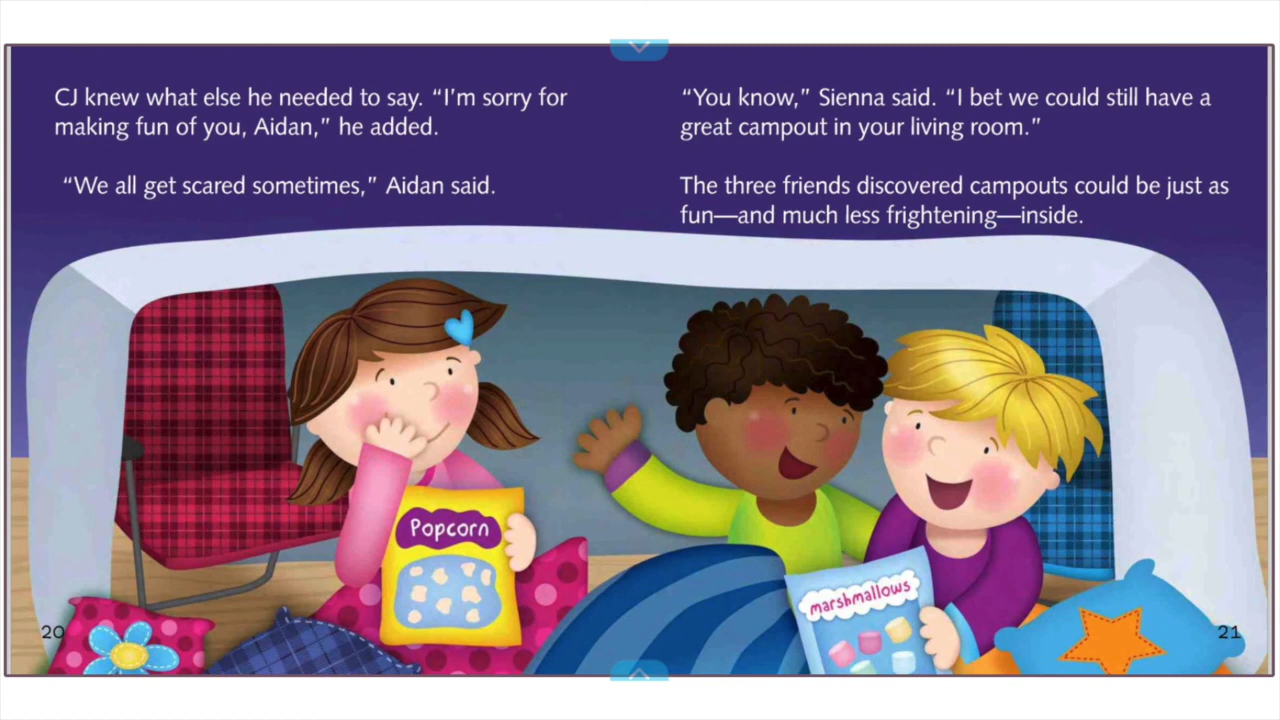 CJ knew what else he needed to say. “I’m sorry for
making fun of you, Aidan,” he added.
“We all get scared sometimes,” Aidan said.
“You know,” Sienna said. “I bet we could still have a
great campout in your living room.”
The three friends discovered campouts could be just as
fun—and much less frightening—inside.
Popcorn
marshmallows
20
21